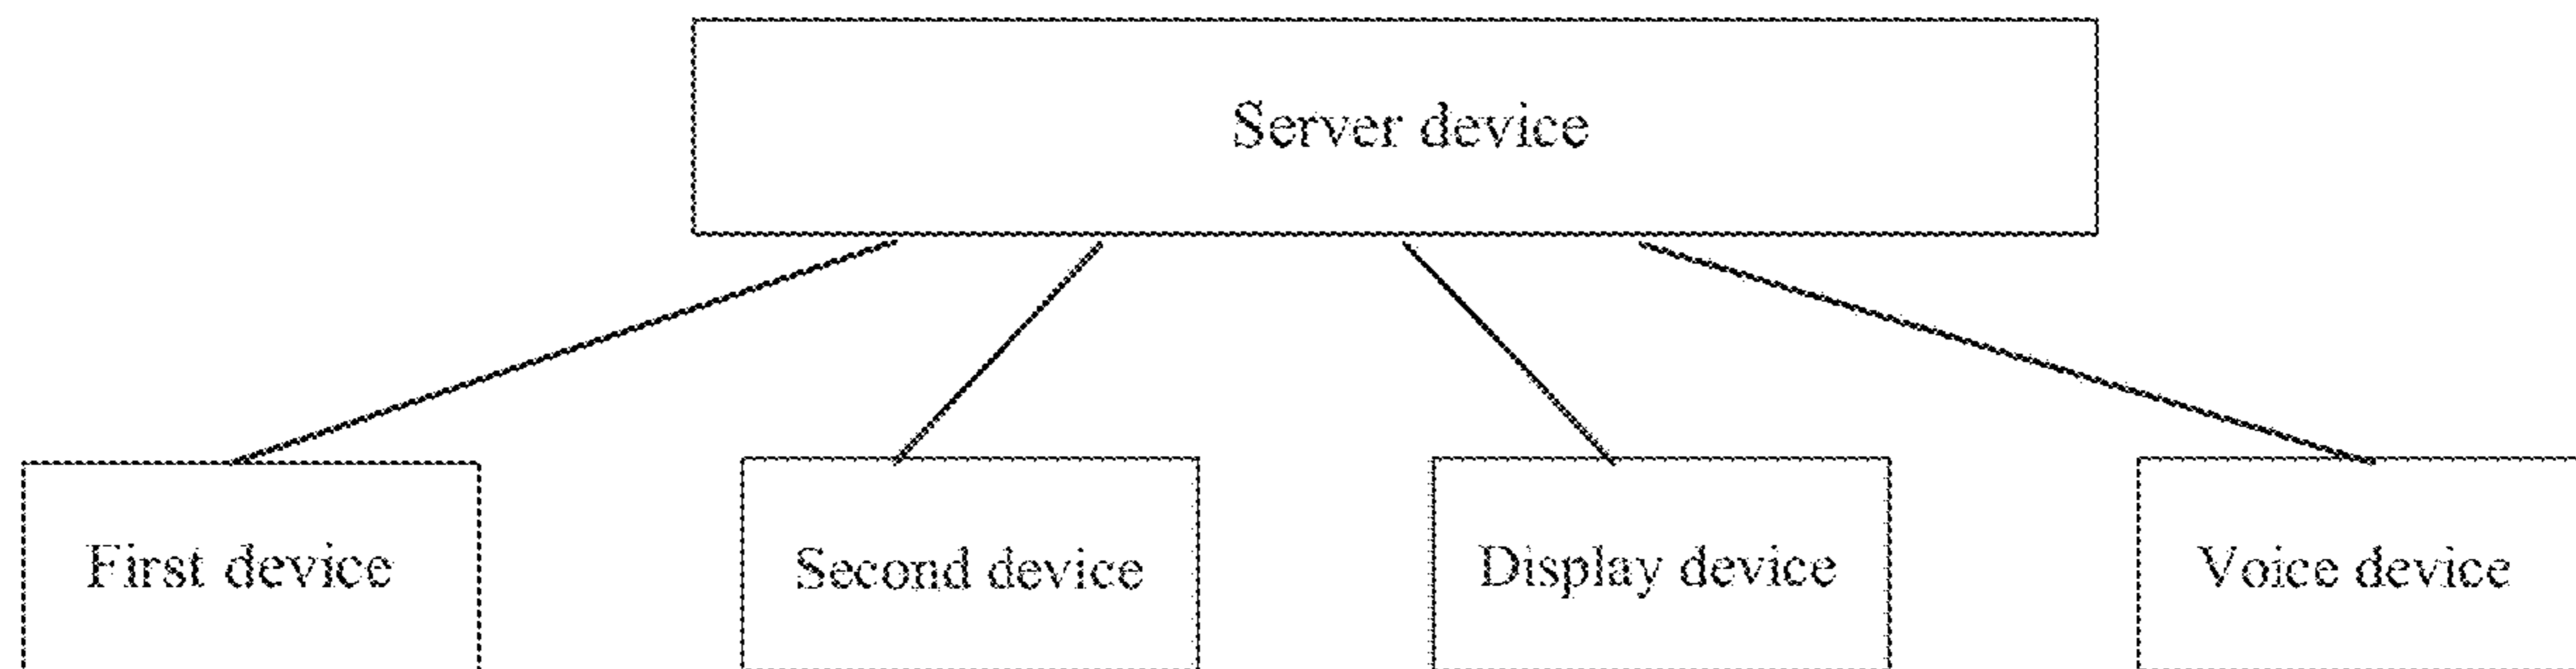 Server device
First device
Second device
Display device
Voice device